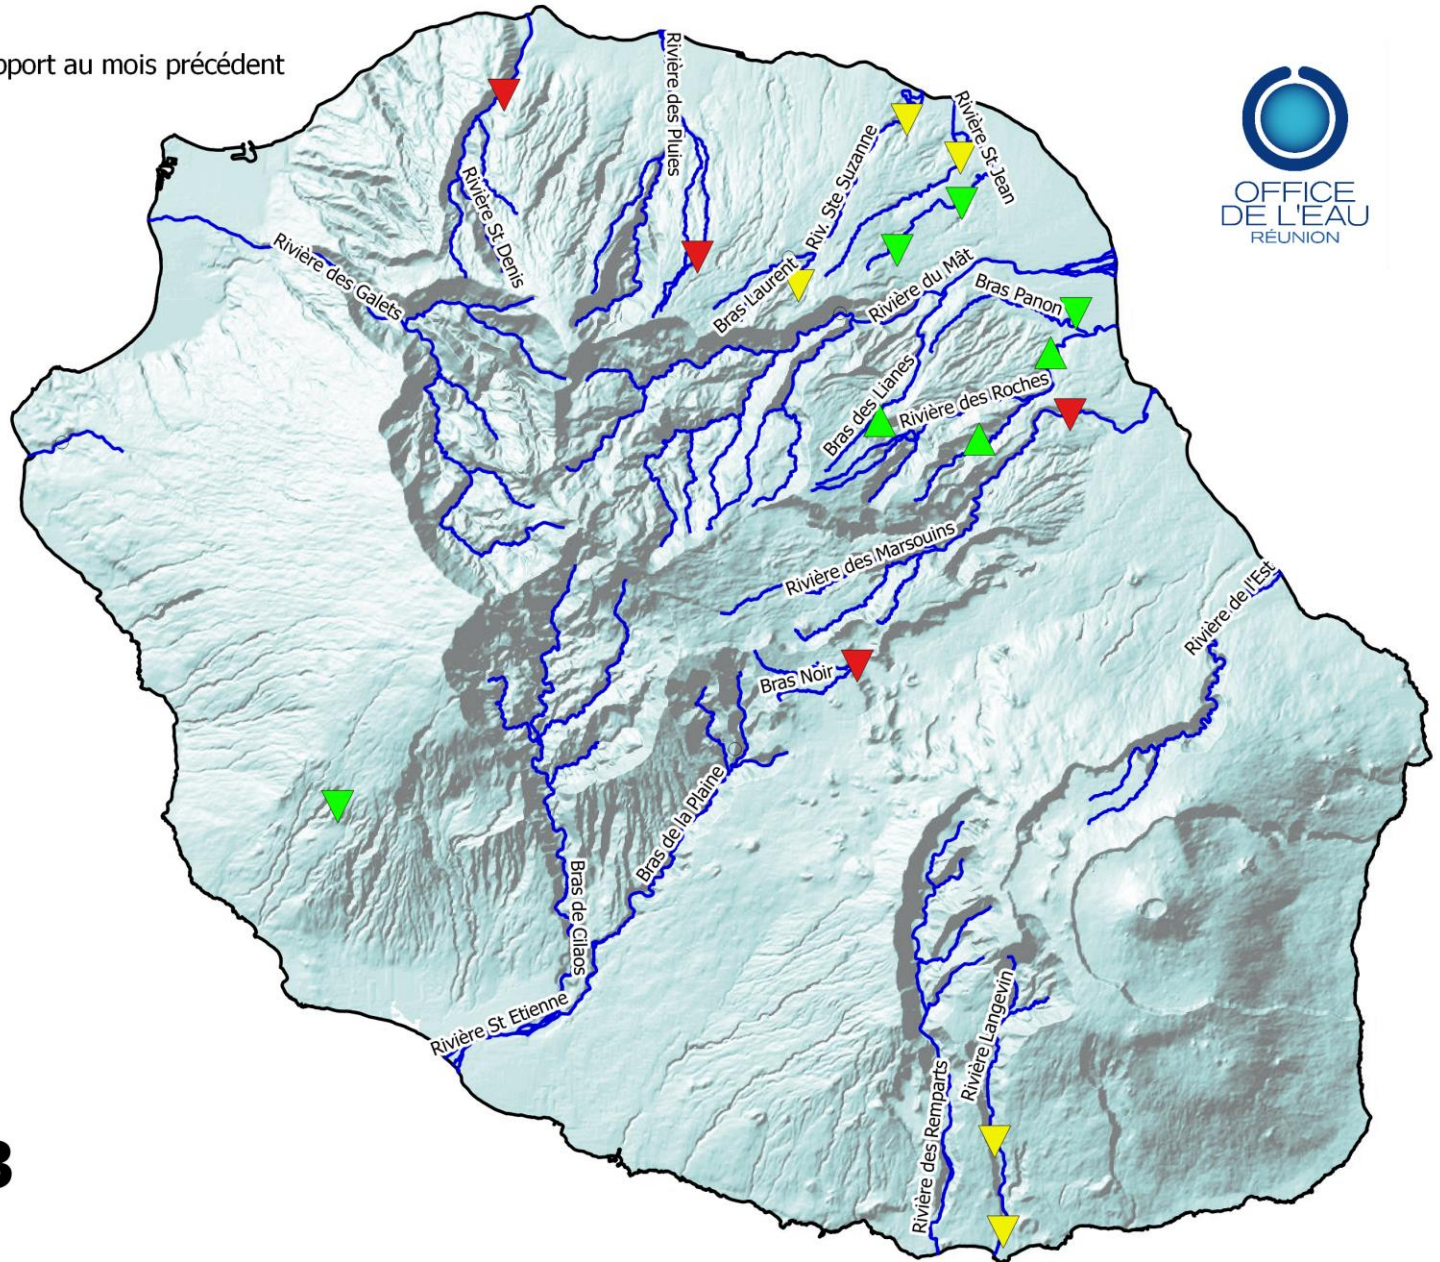 port au mois précédent
OFFICE
DE L'EAU
RÉUNION
Rivière des Pluies
Rivière St Jean
Riv. Ste Suzanne
Rivière St Denis
Rivière des Galets
Bras Laurent
Rivière du Mât
Bras Panon
Bras des Lianes
Rivière des Roches
Rivière des Marsouins
Rivière de l'Est
Bras Noir
Bras de la Plaine
Bras de Cilaos
Rivière St Etienne
Rivière Langevin
Rivière des Remparts